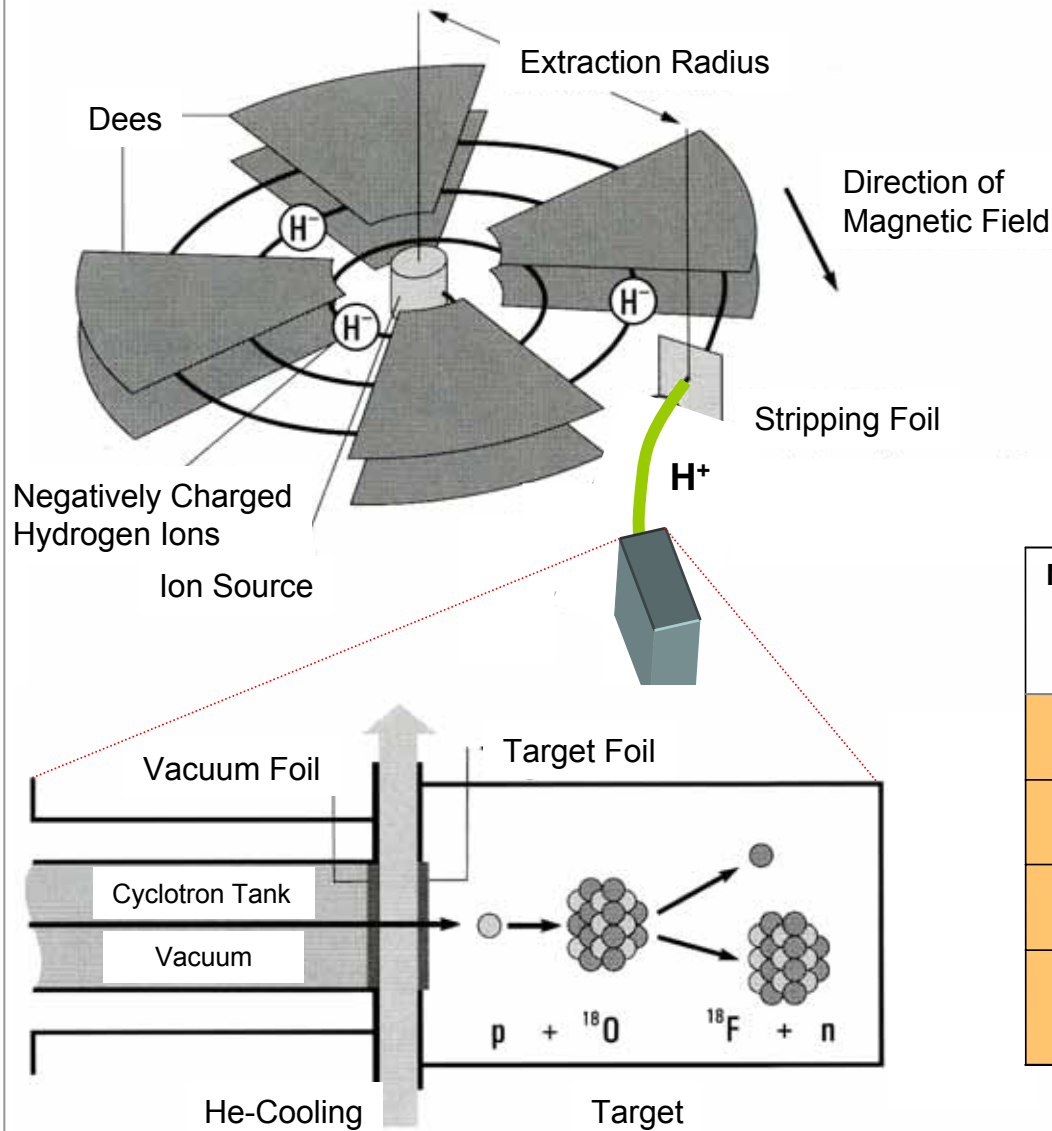 Extraction Radius
Dees
Direction of
Magnetic Field
H⁻
H⁻
H⁻
Stripping Foil
H⁺
Negatively Charged
Hydrogen Ions
Ion Source
Vacuum Foil
Target Foil
Cyclotron Tank
Vacuum
p + ¹⁸O ¹⁸F + n
He-Cooling
Target